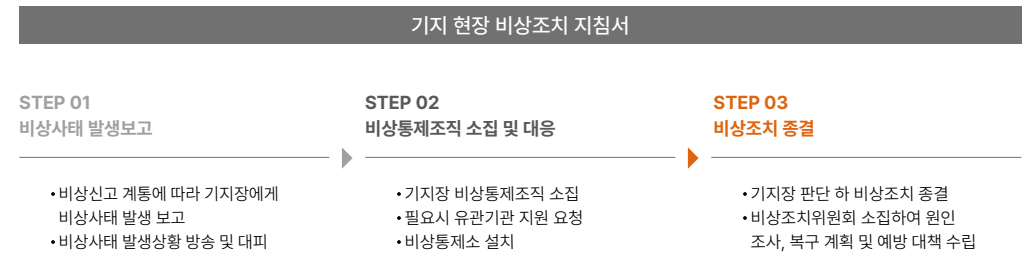 기지 현장 비상조치 지침서
STEP 01
비상사태 발생보고
• 비상신고 계통에 따라 기지장에게
비상사태 발생 보고
• 비상사태 발생상황 방송 및 대피
STEP 02
비상통제조직 소집 및 대응
• 기지장 비상통제조직 소집
• 필요시 유관기관 지원 요청
• 비상통제소 설치
STEP 03
비상조치 종결
• 기지장 판단 하 비상조치 종결
• 비상조치위원회 소집하여 원인
조사, 복구 계획 및 예방 대책 수립